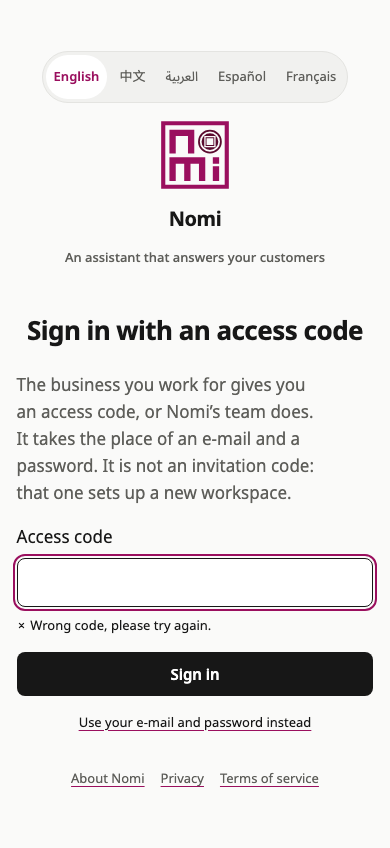 English 中文 العربية Español Français
nomi
Nomi
An assistant that answers your customers
Sign in with an access code
The business you work for gives you
an access code, or Nomi’s team does.
It takes the place of an e-mail and a
password. It is not an invitation code:
that one sets up a new workspace.
Access code
× Wrong code, please try again.
Sign in
Use your e-mail and password instead
About Nomi Privacy Terms of service